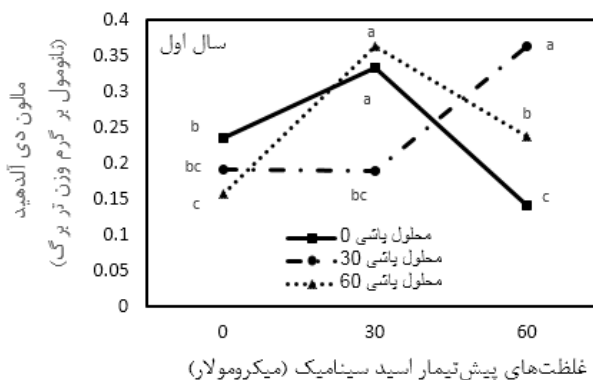 سال اول
مالون دی آلدهید
(نانومول بر گرم وزن تر برگ)
0.4
0.35
0.3
0.25
0.2
0.15
0.1
0.05
0
b
bc
c
a
a
bc
a
b
c
محلول پاشی 0
محلول پاشی 30
محلول پاشی 60
0 30 60
غلظت‌های پیش‌تیمار اسید سینامیک (میکرومولار)